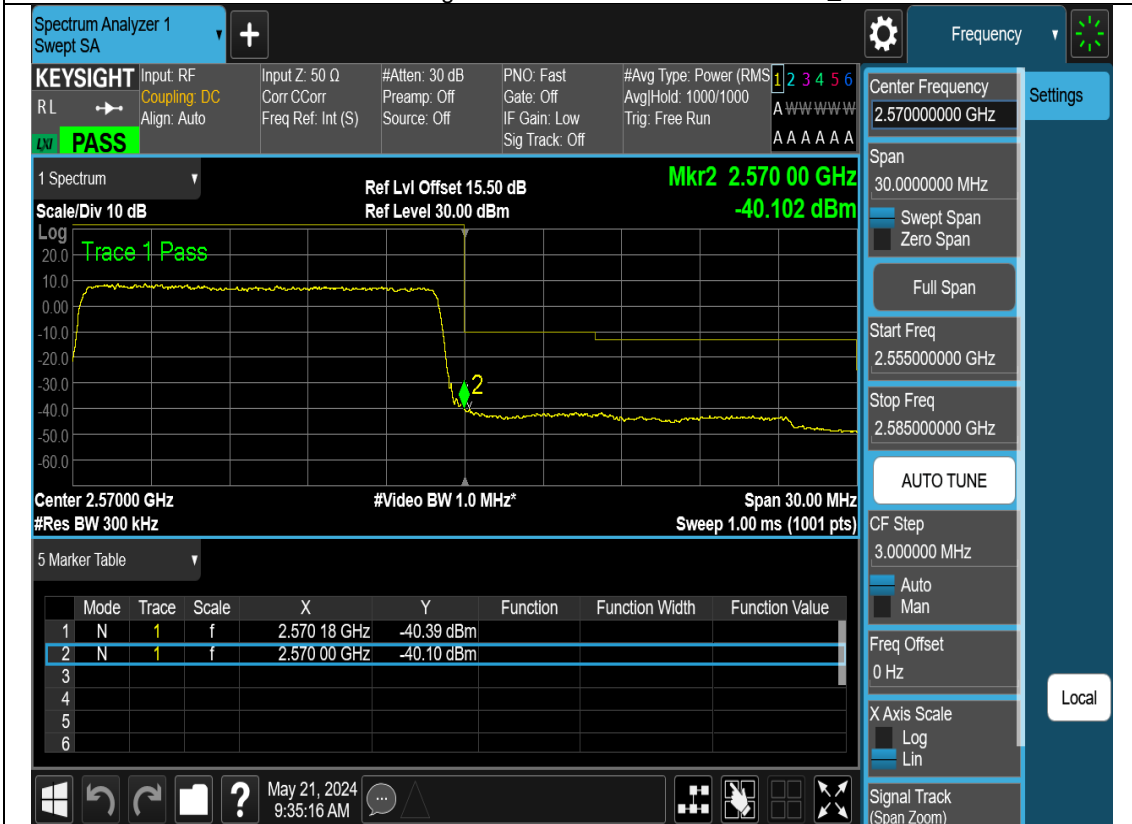 Spectrum Analyzer 1
Swept SA
Frequency
KEYSIGHT
RL
LXI PASS
Input: RF
Coupling: DC
Align: Auto
Input Z: 50 Ω
Corr CCorr
Freq Ref: Int (S)
#Atten: 30 dB
Preamp: Off
Source: Off
PNO: Fast
Gate: Off
IF Gain: Low
Sig Track: Off
#Avg Type: Power (RMS
Avg|Hold: 1000/1000
Trig: Free Run
1 2 3 4 5 6
A W W W W W
A A A A A A
Center Frequency
2.570000000 GHz
Settings
Span
30.0000000 MHz
Swept Span
Zero Span
Full Span
Start Freq
2.555000000 GHz
Stop Freq
2.585000000 GHz
AUTO TUNE
CF Step
3.000000 MHz
Auto
Man
Freq Offset
0 Hz
Local
X Axis Scale
Log
Lin
Signal Track
(Span Zoom)
1 Spectrum
Scale/Div 10 dB
Ref Lvl Offset 15.50 dB
Ref Level 30.00 dBm
Mkr2 2.570 00 GHz
-40.102 dBm
Log
Trace 1 Pass
20.0
10.0
0.00
-10.0
-20.0
-30.0
-40.0
-50.0
-60.0
2
Center 2.57000 GHz
#Res BW 300 kHz
#Video BW 1.0 MHz*
Span 30.00 MHz
Sweep 1.00 ms (1001 pts)
5 Marker Table
Mode Trace Scale X Y Function Function Width Function Value
1 N 1 f 2.570 18 GHz -40.39 dBm
2 N 1 f 2.570 00 GHz -40.10 dBm
3
4
5
6
?
May 21, 2024
9:35:16 AM